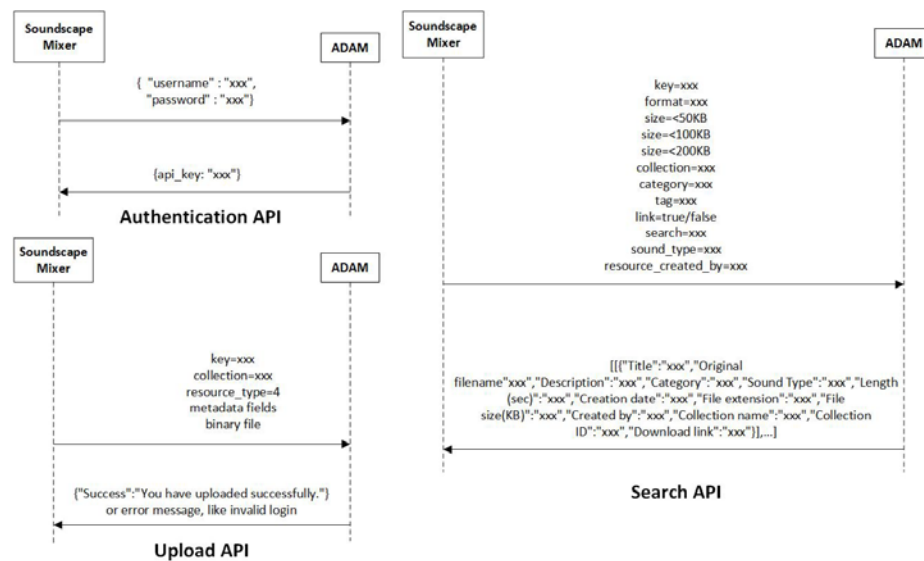 Soundscape
Mixer
ADAM
{ "username" : "xxx",
"password" : "xxx"}
{api_key: "xxx"}
Authentication API
Soundscape
Mixer
ADAM
key=xxx
collection=xxx
resource_type=4
metadata fields
binary file
{"Success":"You have uploaded successfully."}
or error message, like invalid login
Upload API
Soundscape
Mixer
ADAM
key=xxx
format=xxx
size=<50KB
size=<100KB
size=<200KB
collection=xxx
category=xxx
tag=xxx
link=true/false
search=xxx
sound_type=xxx
resource_created_by=xxx
[[{"Title":"xxx","Original
filename"xxx","Description":"xxx","Category":"xxx","Sound Type":"xxx","Length
(sec)":"xxx","Creation date":"xxx","File extension":"xxx","File
size(KB)":"xxx","Created by":"xxx","Collection name":"xxx","Collection
ID":"xxx","Download link":"xxx"}],...]
Search API